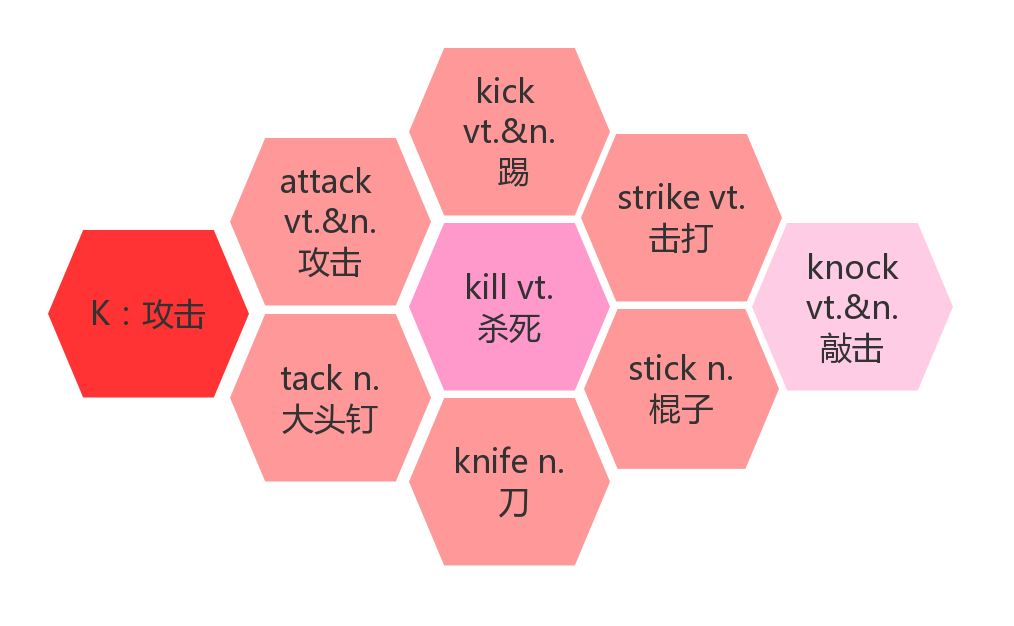 K：攻击
attack
vt.&n.
攻击
tack n.
大头钉
kick
vt.&n.
踢
kill vt.
杀死
knife n.
刀
strike vt.
击打
stick n.
棍子
knock
vt.&n.
敲击